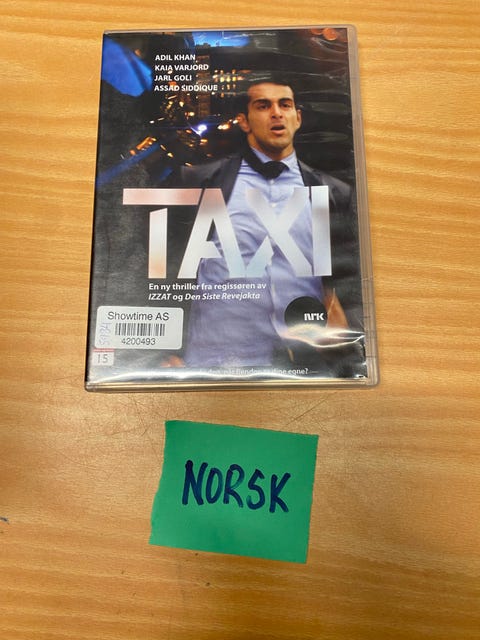 ADIL KHAN
KAIA VARJORD
JARL GOLI
ASSAD SIDDIQUE
TAXI
En ny thriller fra regissøren av
IZZAT og Den Siste Revejakta
NRK
Showtime AS
4200493
15
egne?
NORSK